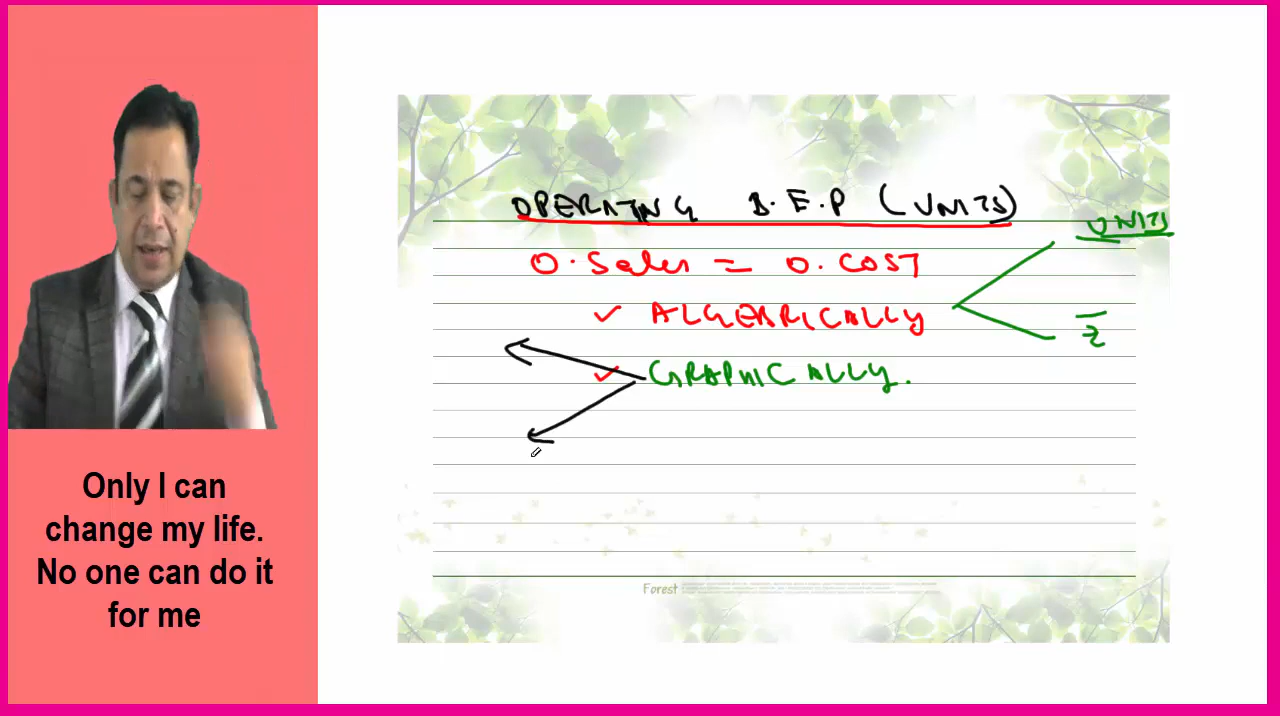 OPERATING B.E.P (UNITS)
UNITS
O. Sales = O. COST
ALGEBRICALLY
GRAPHICALLY.
Forest
Only I can
change my life.
No one can do it
for me